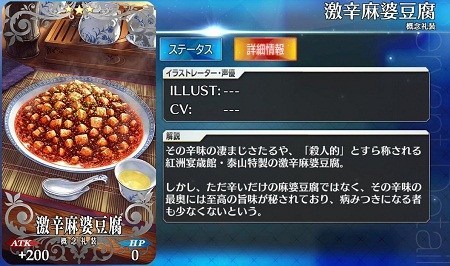 激辛麻婆豆腐
概念礼装
ステータス
詳細情報
イラストレーター・声優
ILLUST: ---
CV: ---
解説
その辛味の凄まじさたるや、「殺人的」とすら称される
紅洲宴歳館・泰山特製の激辛麻婆豆腐。
しかし、ただ辛いだけの麻婆豆腐ではなく、その辛味の
最奥には至高の旨味が秘されており、病みつきになる者
も少なくないという。
激辛麻婆豆腐
ATK 概念礼装 HP
+200 0